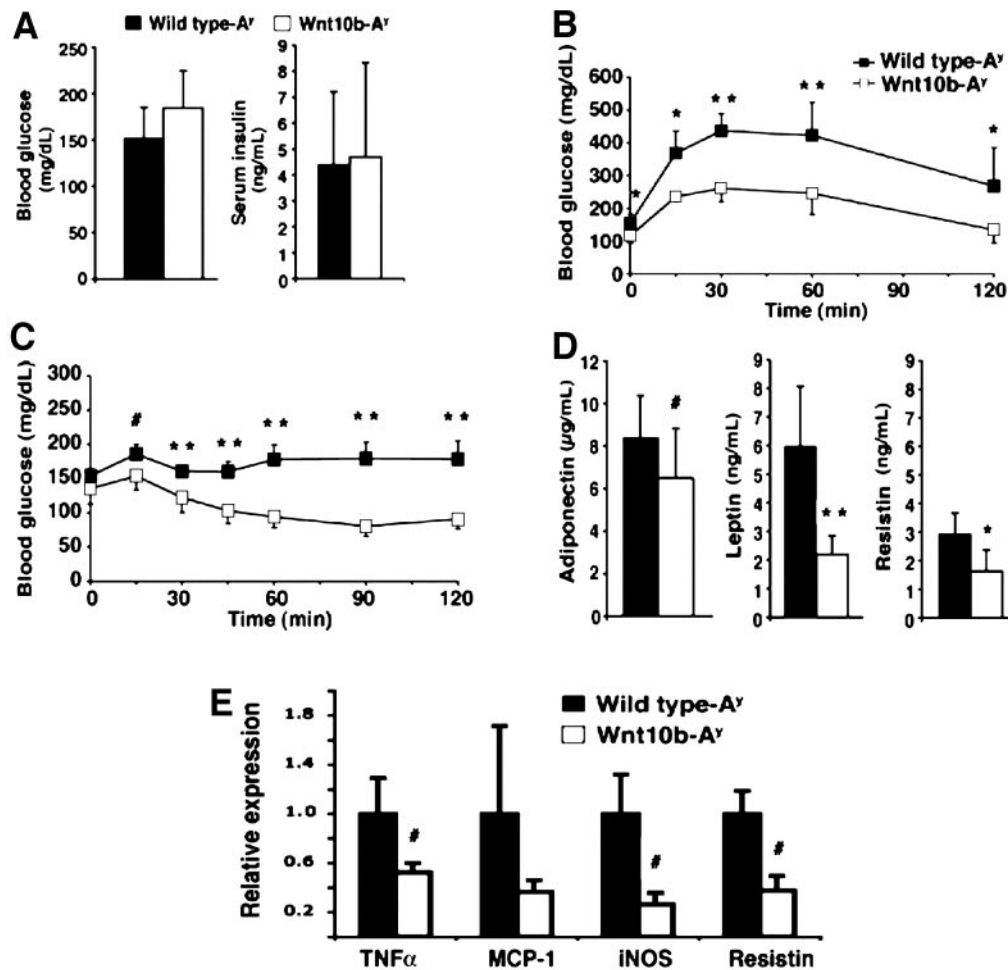 A
Wild type-Aʸ
Wnt10b-Aʸ
Blood glucose
(mg/dL)
250
200
150
100
50
0
Serum insulin
(ng/mL)
9
8
7
6
5
4
3
2
1
0
B
Wild type-Aʸ
Wnt10b-Aʸ
Blood glucose (mg/dL)
600
500
400
300
200
100
0
* * ** ** *
0 30 60 90 120
Time (min)
C
Blood glucose (mg/dL)
300
250
200
150
100
50
0
# ** ** ** ** **
0 30 60 90 120
Time (min)
D
Adiponectin (µg/mL)
12
10
8
6
4
2
0
#
Leptin (ng/mL)
9
8
7
6
5
4
3
2
1
0
**
Resistin (ng/mL)
9
8
7
6
5
4
3
2
1
0
*
E
Wild type-Aʸ
Wnt10b-Aʸ
Relative expression
1.8
1.4
1.0
0.6
0.2
# # #
TNFα MCP-1 iNOS Resistin